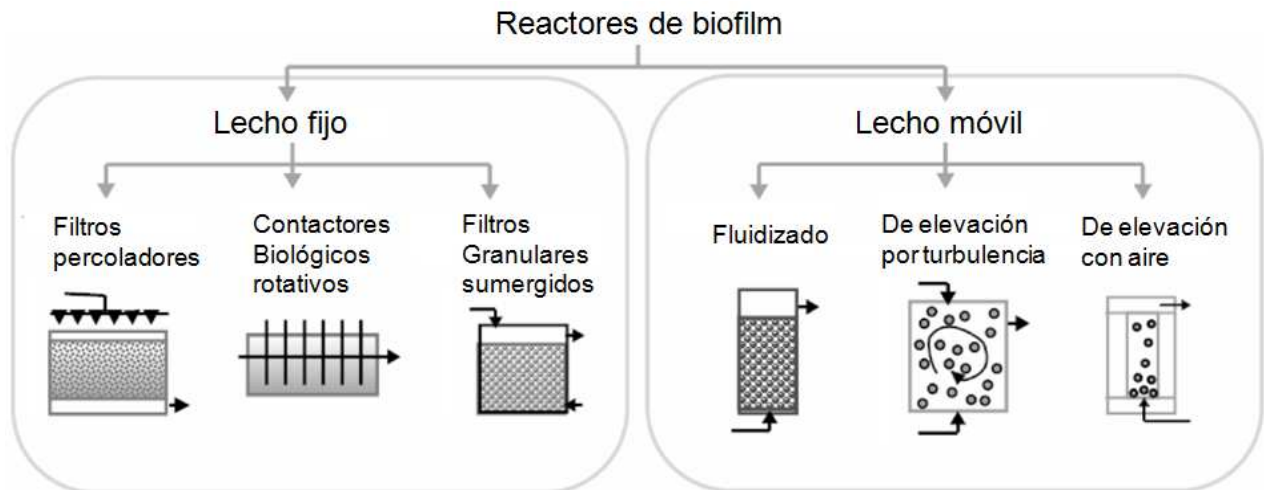 Reactores de biofilm
Lecho fijo
Lecho móvil
Filtros
percoladores
Contactores
Biológicos
rotativos
Filtros
Granulares
sumergidos
Fluidizado
De elevación
por turbulencia
De elevación
con aire